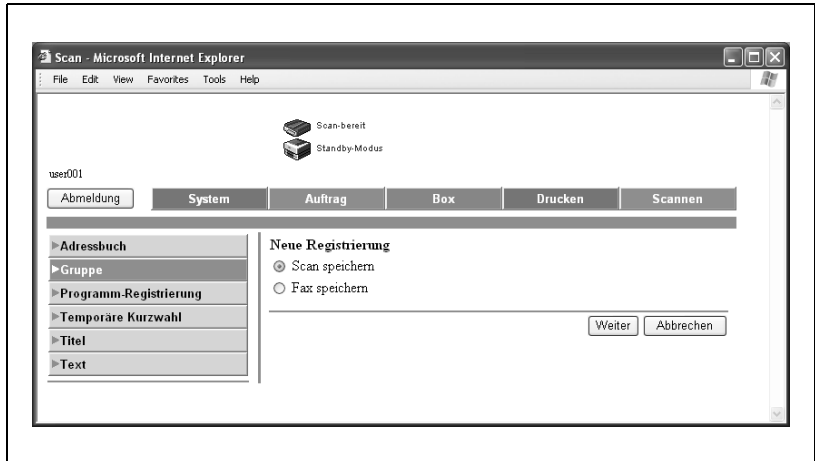 Scan - Microsoft Internet Explorer
File Edit View Favorites Tools Help
Scan-bereit
Standby-Modus
user001
Abmeldung System Auftrag Box Drucken Scannen
Adressbuch
Gruppe
Programm-Registrierung
Temporäre Kurzwahl
Titel
Text
Neue Registrierung
Scan speichern
Fax speichern
Weiter Abbrechen